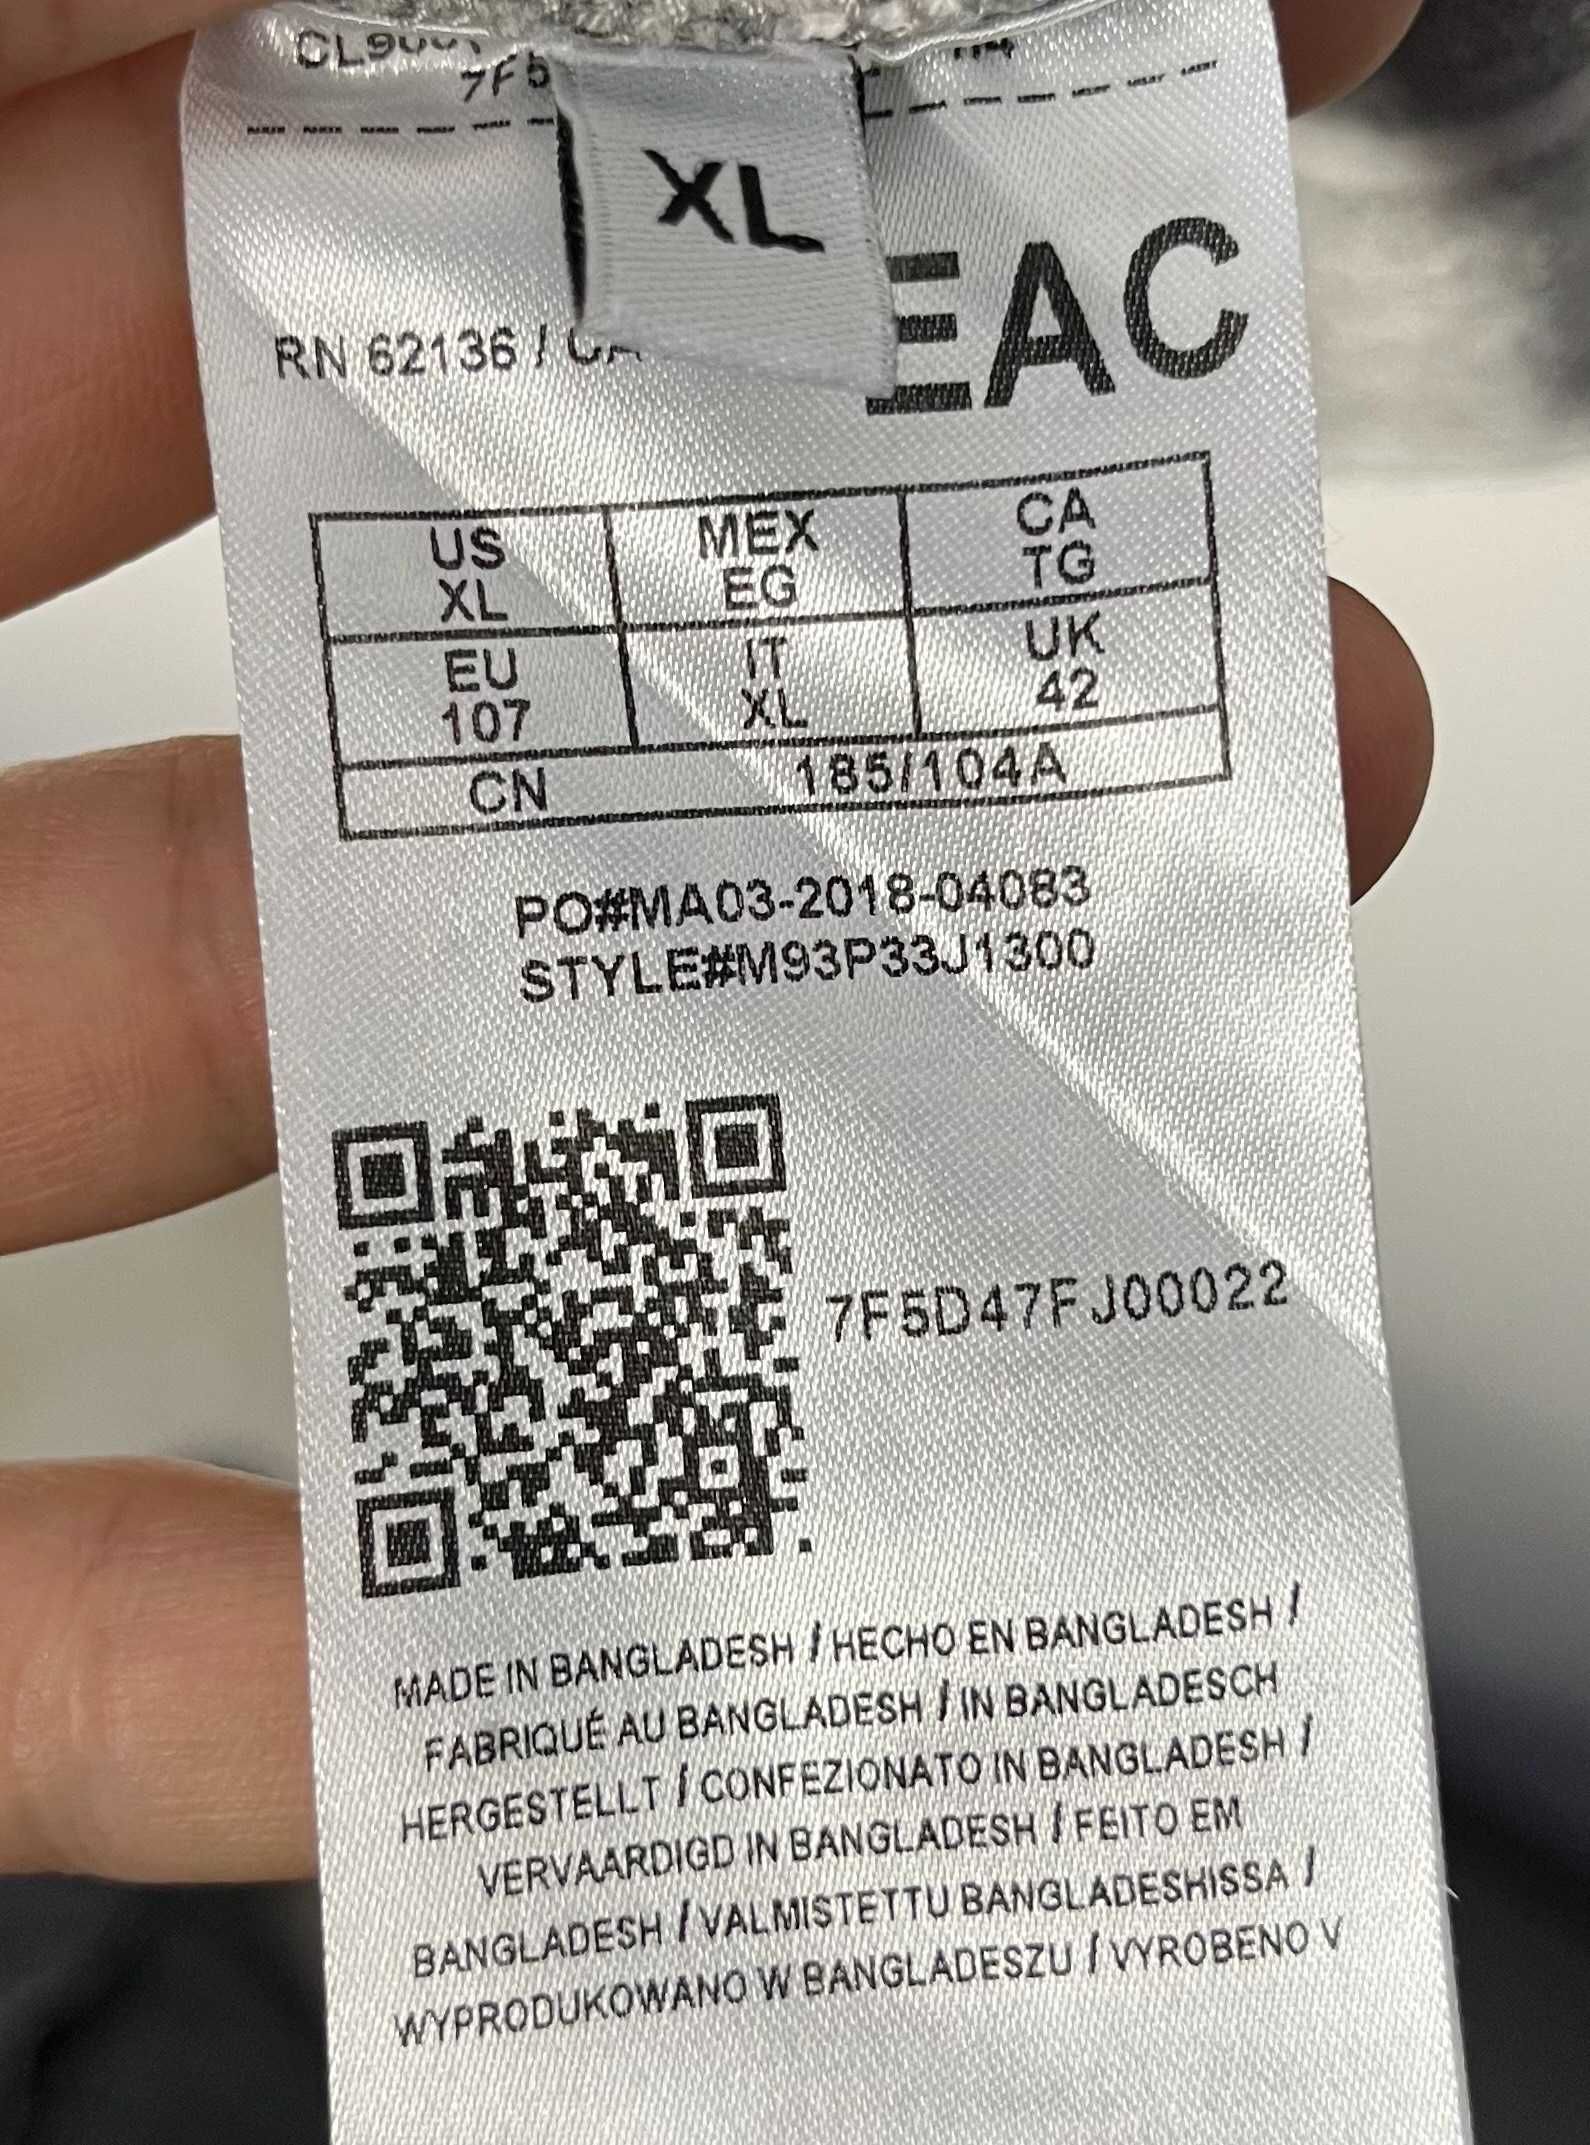 7F5
XL
EAC
RN 62136 /
US
XL
MEX
EG
CA
TG
EU
107
IT
XL
UK
42
CN 185/104A
PO#MA03-2018-04083
STYLE#M93P33J1300
7F5D47FJ00022
MADE IN BANGLADESH / HECHO EN BANGLADESH /
FABRIQUÉ AU BANGLADESH / IN BANGLADESCH
HERGESTELLT / CONFEZIONATO IN BANGLADESH /
VERVAARDIGD IN BANGLADESH / FEITO EM
BANGLADESH / VALMISTETTU BANGLADESHISSA /
WYPRODUKOWANO W BANGLADESZU / VYROBENO V